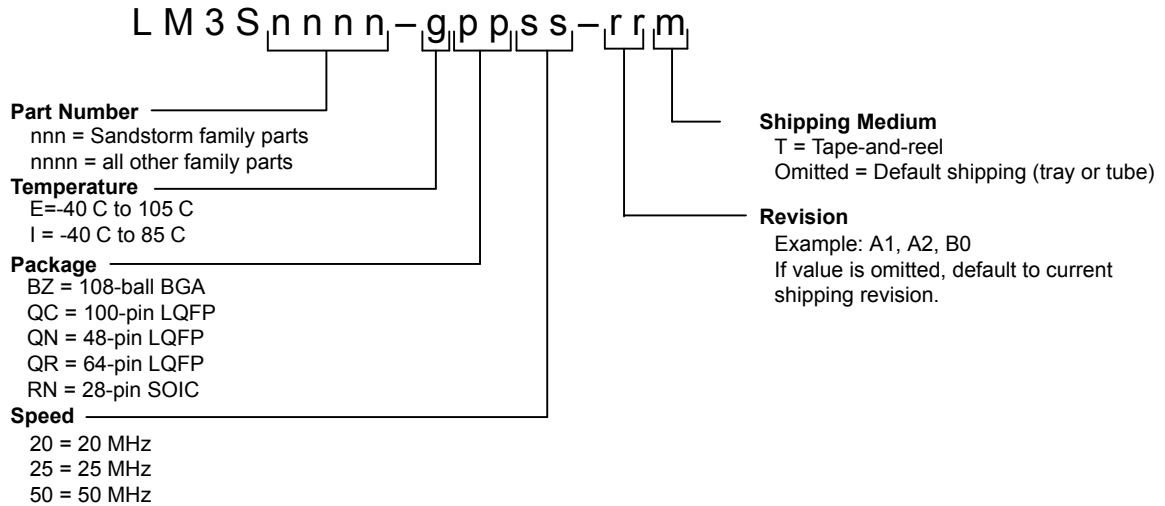 LM3Snnnn–gppss–rrm
Part Number
nnn = Sandstorm family parts
nnnn = all other family parts
Temperature
E=-40 C to 105 C
I = -40 C to 85 C
Package
BZ = 108-ball BGA
QC = 100-pin LQFP
QN = 48-pin LQFP
QR = 64-pin LQFP
RN = 28-pin SOIC
Speed
20 = 20 MHz
25 = 25 MHz
50 = 50 MHz
Shipping Medium
T = Tape-and-reel
Omitted = Default shipping (tray or tube)
Revision
Example: A1, A2, B0
If value is omitted, default to current
shipping revision.